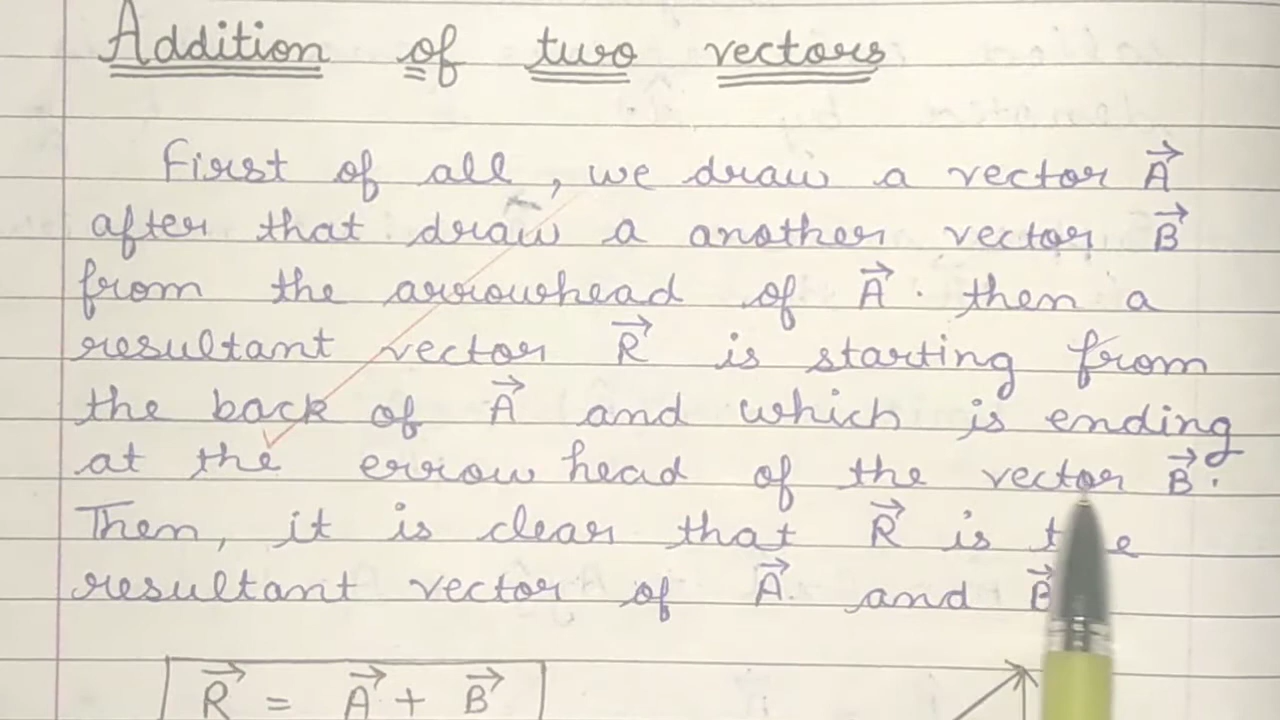 Addition of two vectors
First of all, we draw a vector A⃗
after that draw a another vector B⃗
from the arrowhead of A⃗. then a
resultant vector R⃗ is starting from
the back of A⃗ and which is ending
at the errow head of the vector B⃗.
Then, it is clear that R⃗ is the
resultant vector of A⃗. and B⃗
R⃗ = A⃗ + B⃗